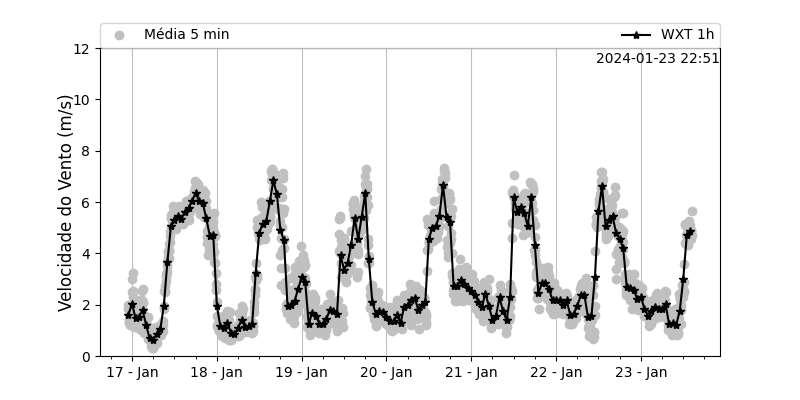 Média 5 min
WXT 1h
2024-01-23 22:51
Velocidade do Vento (m/s)
12
10
8
6
4
2
0
17 - Jan
18 - Jan
19 - Jan
20 - Jan
21 - Jan
22 - Jan
23 - Jan